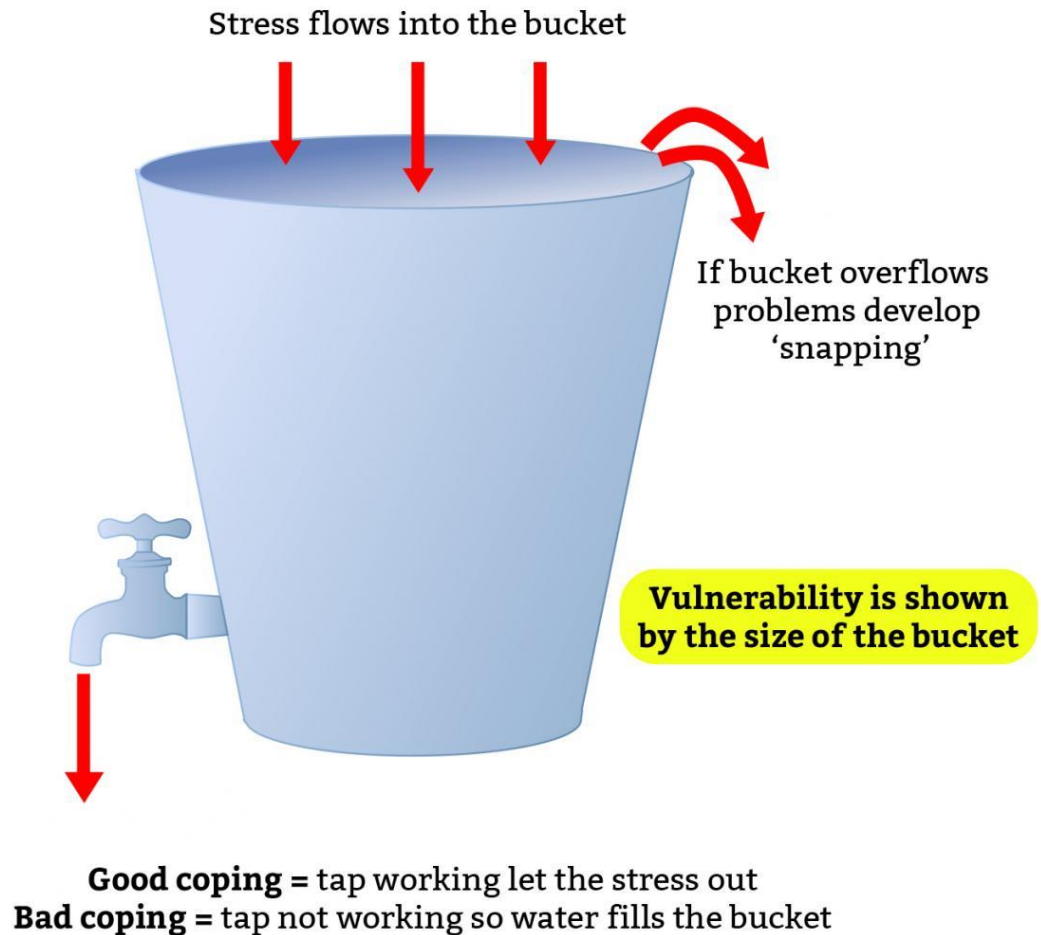 Stress flows into the bucket
If bucket overflows
problems develop
‘snapping’
Vulnerability is shown
by the size of the bucket
Good coping = tap working let the stress out
Bad coping = tap not working so water fills the bucket